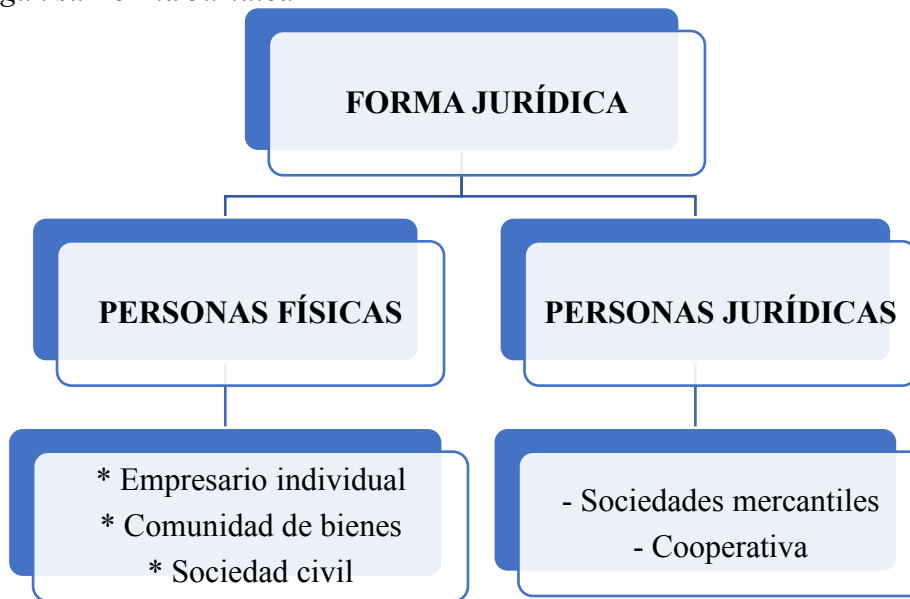 FORMA JURÍDICA
PERSONAS FÍSICAS
PERSONAS JURÍDICAS
* Empresario individual
* Comunidad de bienes
* Sociedad civil
- Sociedades mercantiles
- Cooperativa